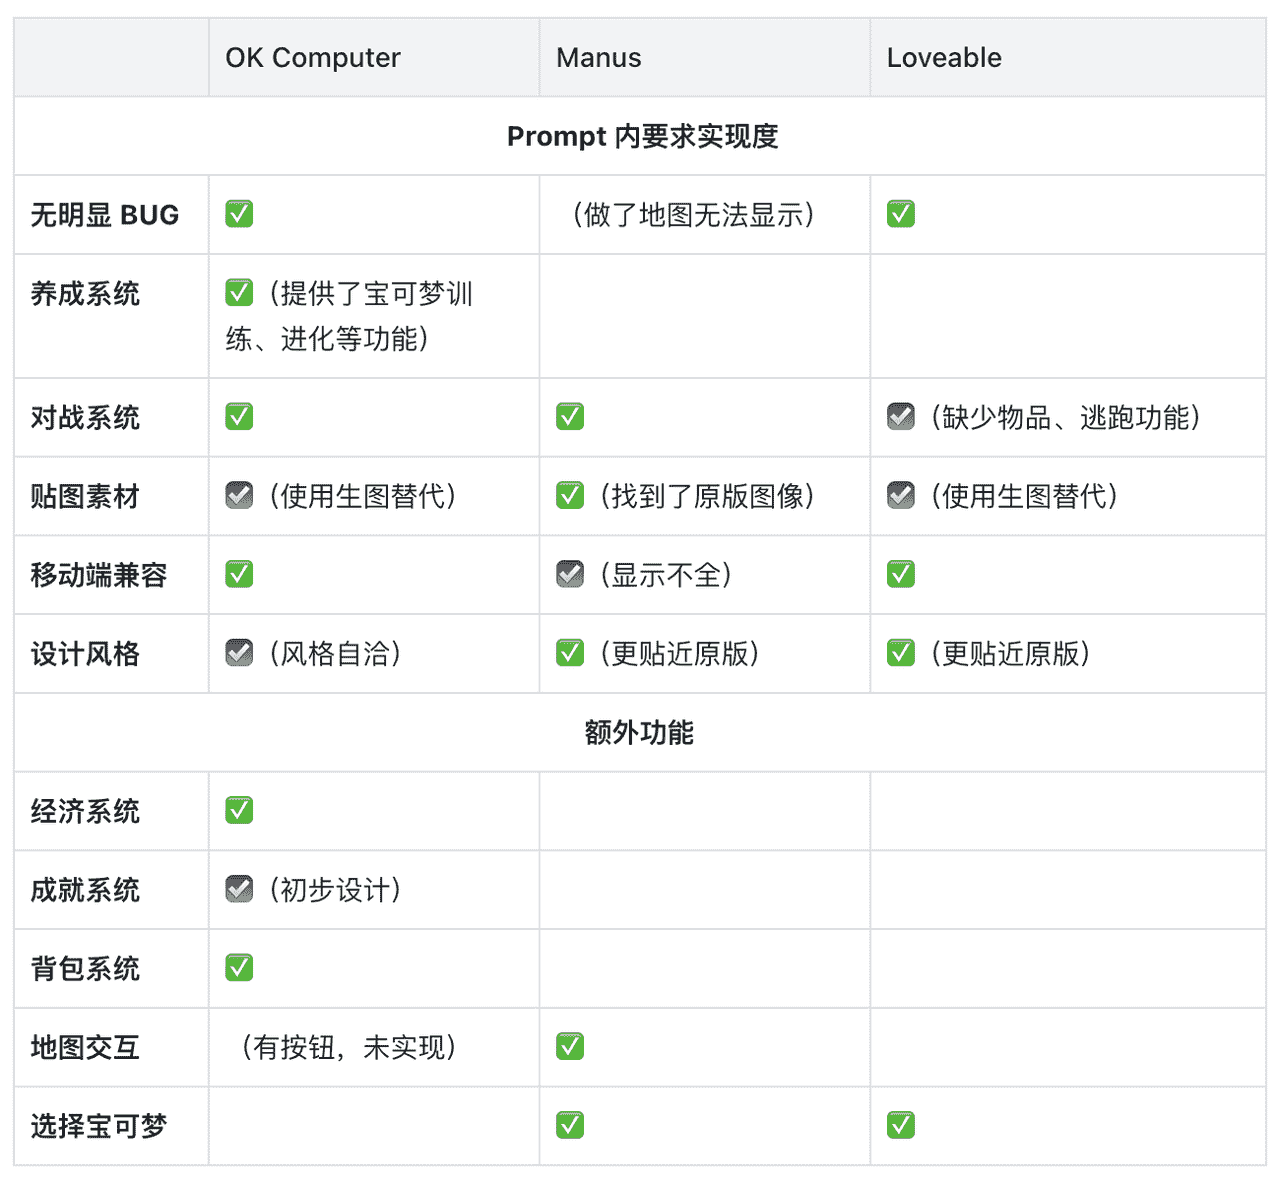 OK Computer Manus Loveable
Prompt 内要求实现度
无明显 BUG ✅ （做了地图无法显示） ✅
养成系统 ✅（提供了宝可梦训
练、进化等功能）
对战系统 ✅ ✅ ☑（缺少物品、逃跑功能）
贴图素材 ☑（使用生图替代） ✅（找到了原版图像） ☑（使用生图替代）
移动端兼容 ✅ ☑（显示不全） ✅
设计风格 ☑（风格自洽） ✅（更贴近原版） ✅（更贴近原版）
额外功能
经济系统 ✅
成就系统 ☑（初步设计）
背包系统 ✅
地图交互 （有按钮，未实现） ✅
选择宝可梦 ✅ ✅